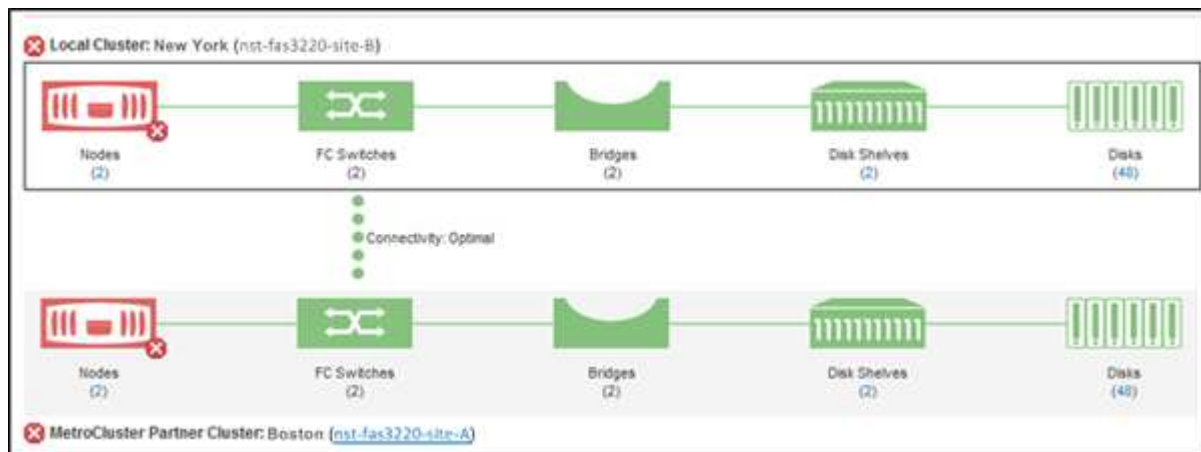 Local Cluster: New York (nst-fas3220-site-B)
Nodes FC Switches Bridges Disk Shelves Disks
(2) (2) (2) (2) (48)
Connectivity: Optimal
Nodes FC Switches Bridges Disk Shelves Disks
(2) (2) (2) (2) (48)
MetroCluster Partner Cluster: Boston (nst-fas3220-site-A)